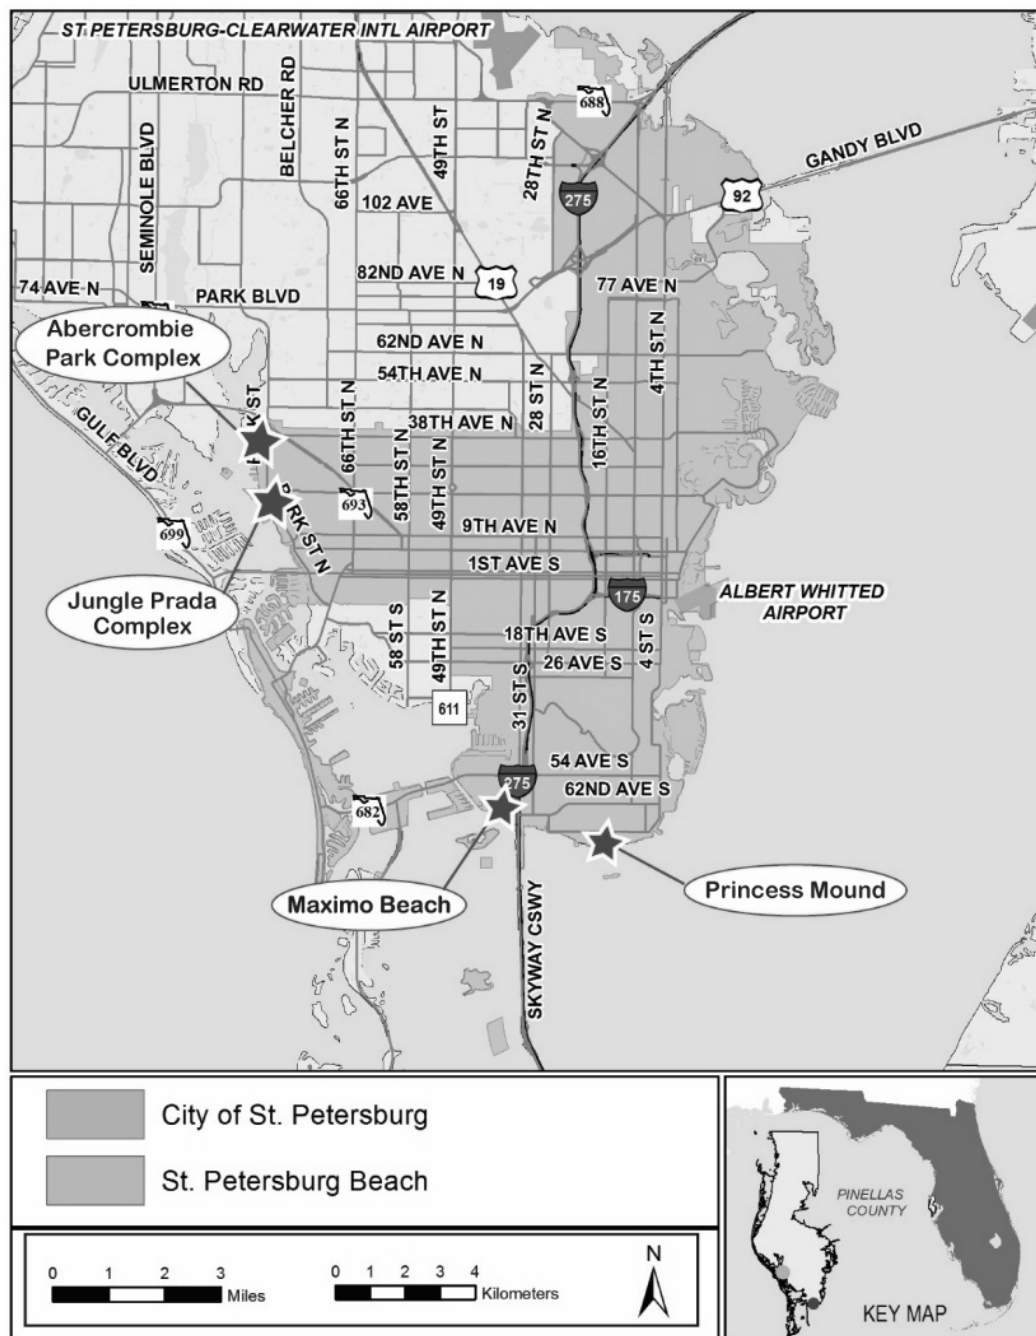 ST PETERSBURG-CLEARWATER INTL AIRPORT
ULMERTON RD
BELCHER RD
SEMINOLE BLVD
66TH ST N
49TH ST
28TH ST N
688
GANDY BLVD
275
92
102 AVE
82ND AVE N
19
77 AVE N
74 AVE N
PARK BLVD
Abercrombie
Park Complex
62ND AVE N
54TH AVE N
4TH ST N
28 ST N
16TH ST N
38TH AVE N
GULF BLVD
66TH ST N
58TH ST N
49TH ST N
693
PARK ST N
699
9TH AVE N
1ST AVE S
175
ALBERT WHITTED
AIRPORT
Jungle Prada
Complex
58 ST S
49TH ST N
18TH AVE S
26 AVE S
4 ST S
31 ST S
611
54 AVE S
275
62ND AVE S
682
Maximo Beach
Princess Mound
SKYWAY CSWY
City of St. Petersburg
St. Petersburg Beach
PINELLAS
COUNTY
KEY MAP
0 1 2 3
Miles
0 1 2 3 4
Kilometers
N